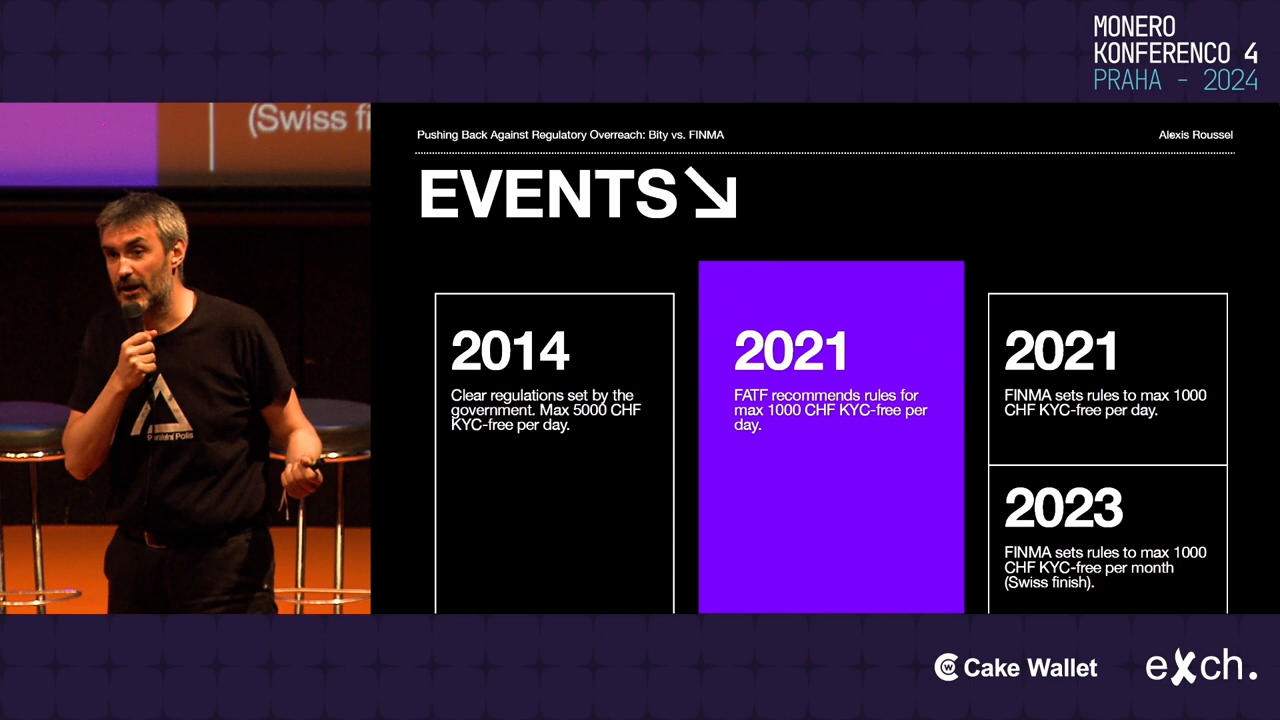 MONERO
KONFERENCO 4
PRAHA - 2024
(Swiss fi
Pushing Back Against Regulatory Overreach: Bity vs. FINMA
Alexis Roussel
EVENTS
2014
Clear regulations set by the
government. Max 5000 CHF
KYC-free per day.
2021
FATF recommends rules for
max 1000 CHF KYC-free per
day.
2021
FINMA sets rules to max 1000
CHF KYC-free per day.
2023
FINMA sets rules to max 1000
CHF KYC-free per month
(Swiss finish).
Paralelní Polis
Cake Wallet
exch.